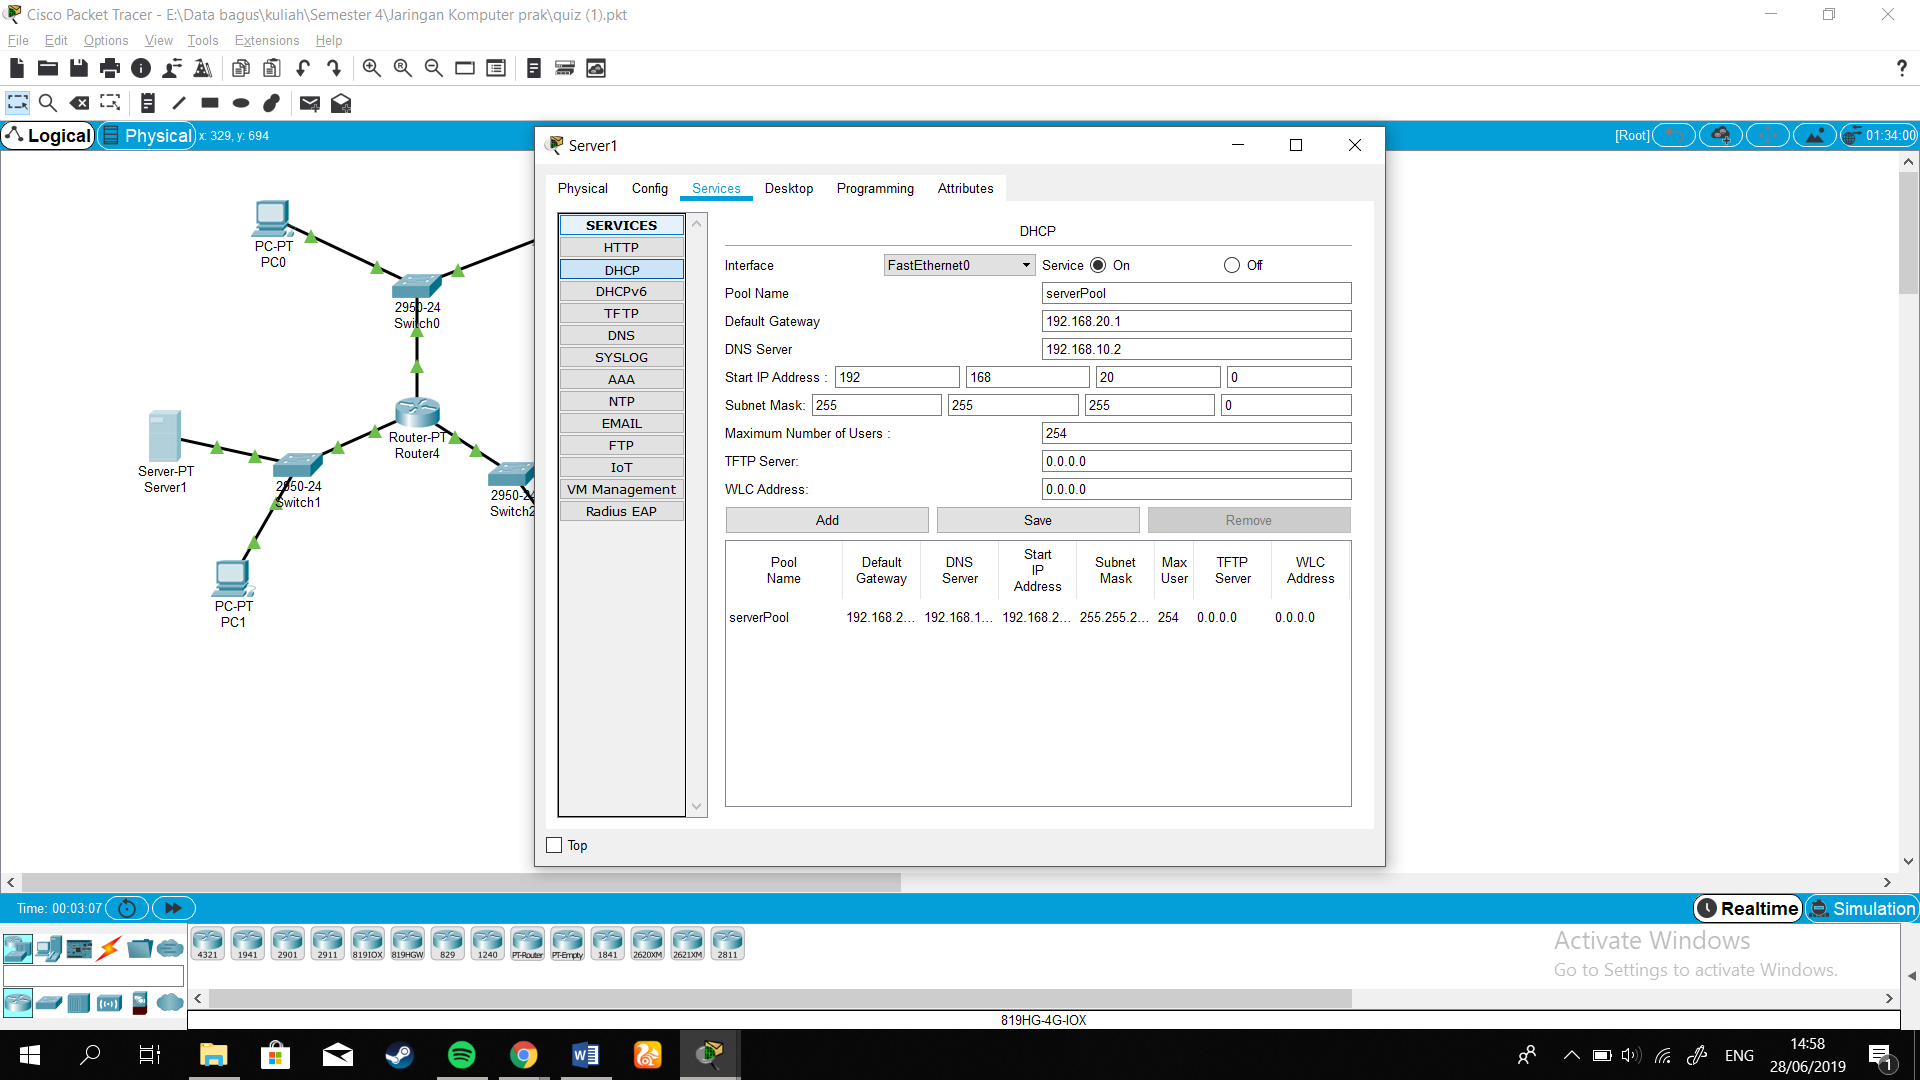 Cisco Packet Tracer - E:\Data bagus\kuliah\Semester 4\Jaringan Komputer prak\quiz (1).pkt
File Edit Options View Tools Extensions Help
Logical Physical x: 329, y: 694 [Root] 01:34:00
PC-PT
PC0
2950-24
Switch0
Router-PT
Router4
Server-PT
Server1
2950-24
Switch1
2950-24
Switch2
PC-PT
PC1
Server1
Physical Config Services Desktop Programming Attributes
SERVICES
HTTP
DHCP
DHCPv6
TFTP
DNS
SYSLOG
AAA
NTP
EMAIL
FTP
IoT
VM Management
Radius EAP
DHCP
Interface FastEthernet0 Service On Off
Pool Name serverPool
Default Gateway 192.168.20.1
DNS Server 192.168.10.2
Start IP Address : 192 168 20 0
Subnet Mask: 255 255 255 0
Maximum Number of Users : 254
TFTP Server: 0.0.0.0
WLC Address: 0.0.0.0
Add Save Remove
Pool Name Default Gateway DNS Server Start IP Address Subnet Mask Max User TFTP Server WLC Address
serverPool 192.168.2... 192.168.1... 192.168.2... 255.255.2... 254 0.0.0.0 0.0.0.0
Top
Time: 00:03:07 Realtime Simulation
4321 1941 2901 2911 819IOX 819HGW 829 1240 PT-Router PT-Empty 1841 2620XM 2621XM 2811
Activate Windows
Go to Settings to activate Windows.
819HG-4G-IOX
ENG
14:58
28/06/2019
1